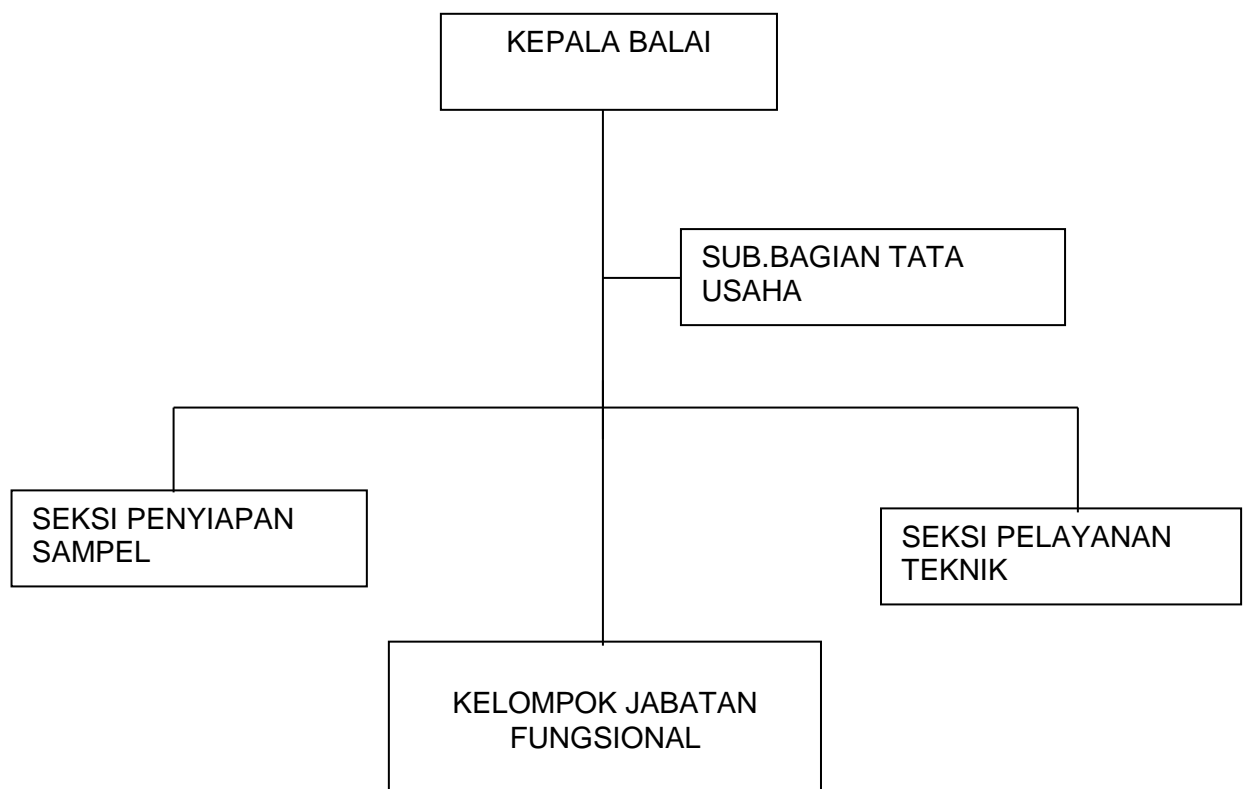 KEPALA BALAI
SUB.BAGIAN TATA
USAHA
SEKSI PENYIAPAN
SAMPEL
SEKSI PELAYANAN
TEKNIK
KELOMPOK JABATAN
FUNGSIONAL